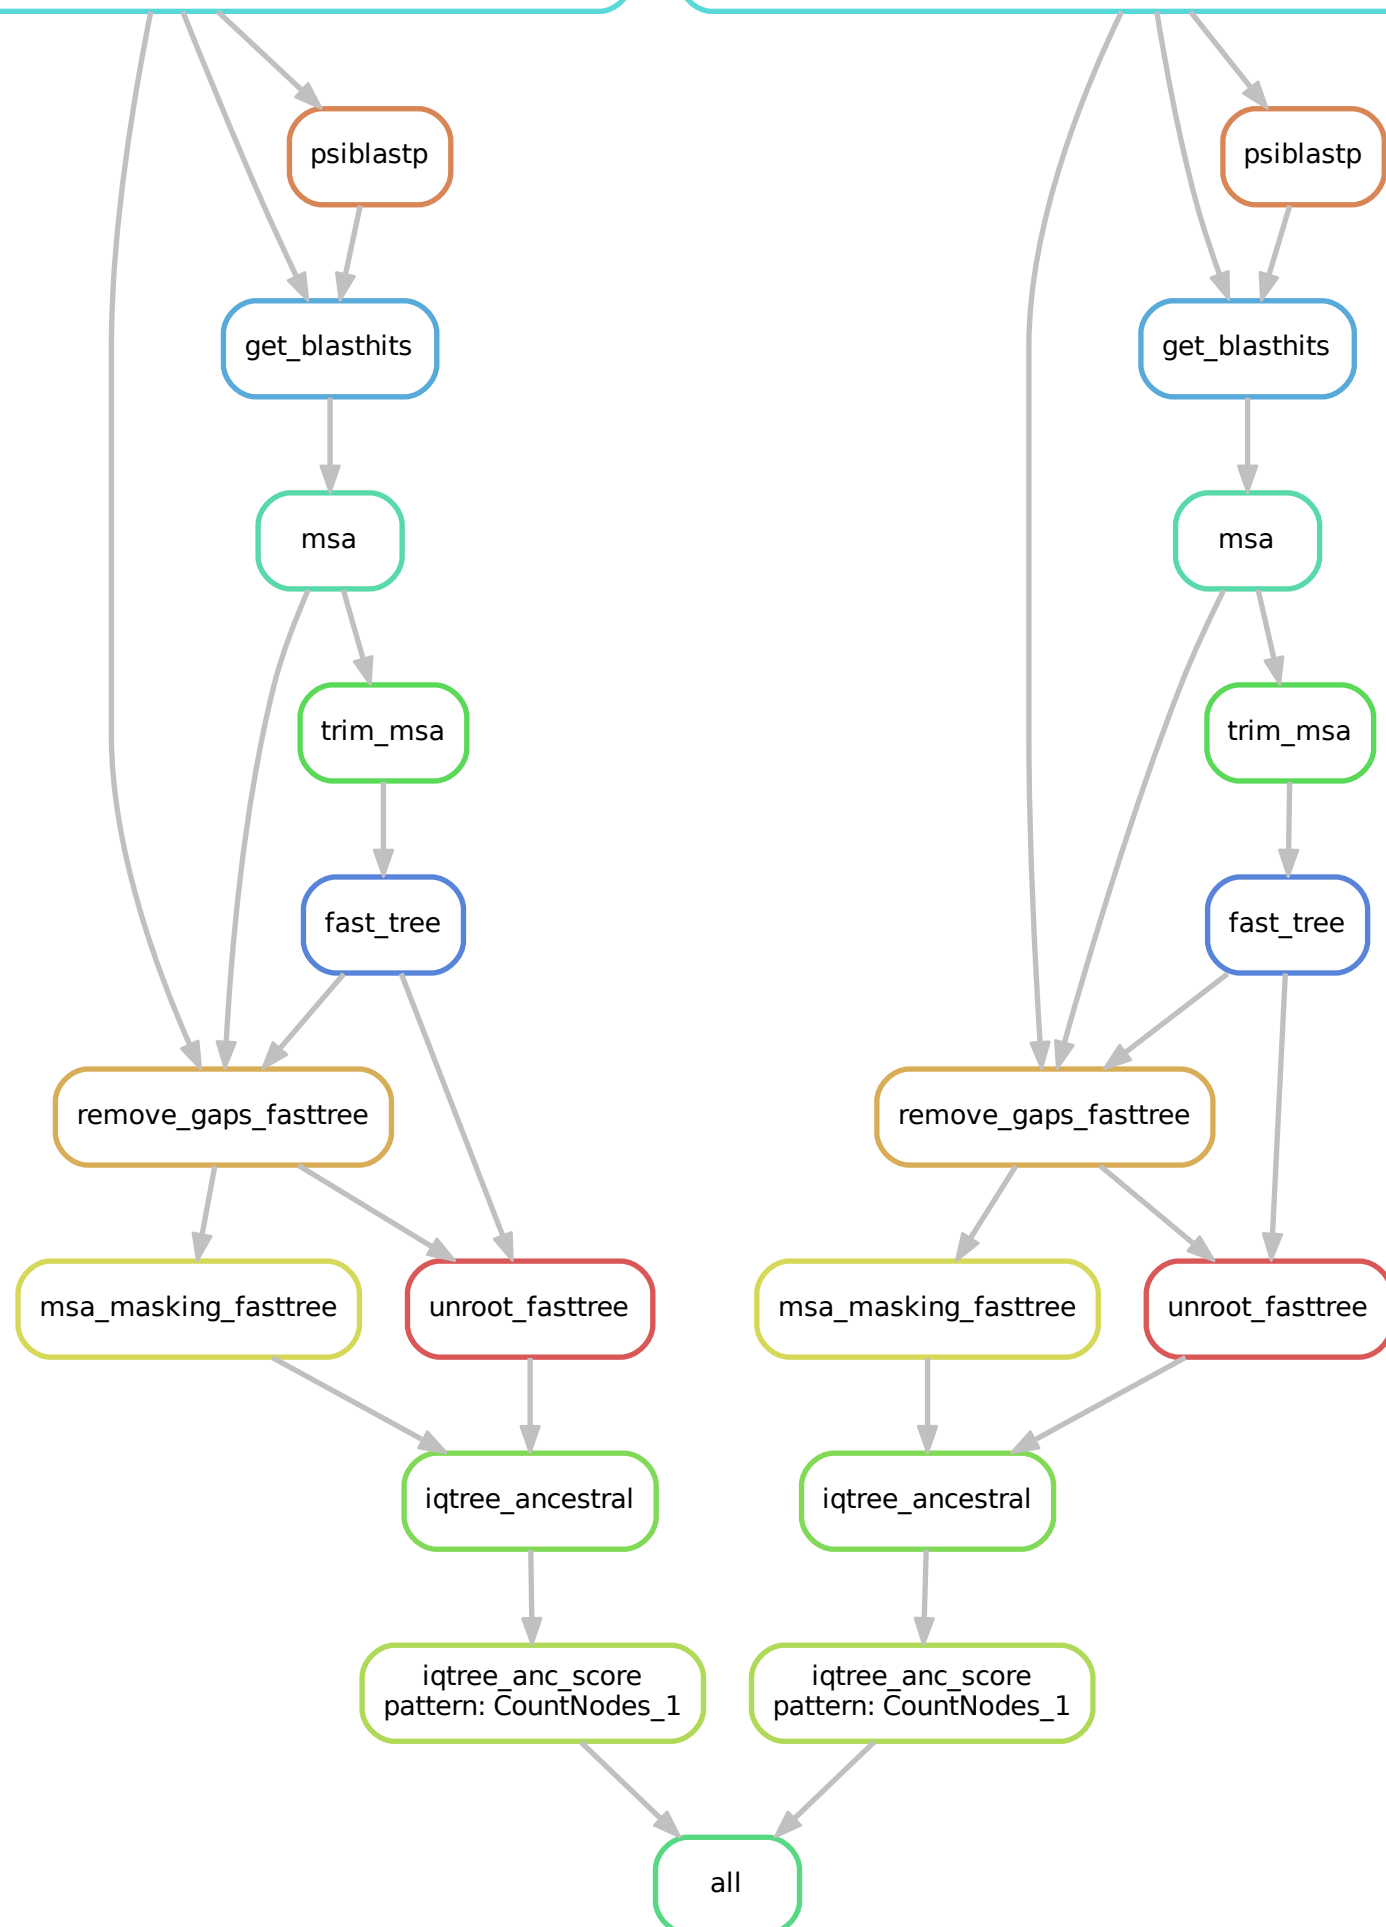 psiblastp
psiblastp
get_blasthits
get_blasthits
msa
msa
trim_msa
trim_msa
fast_tree
fast_tree
remove_gaps_fasttree
remove_gaps_fasttree
msa_masking_fasttree
unroot_fasttree
msa_masking_fasttree
unroot_fasttree
iqtree_ancestral
iqtree_ancestral
iqtree_anc_score
pattern: CountNodes_1
iqtree_anc_score
pattern: CountNodes_1
all